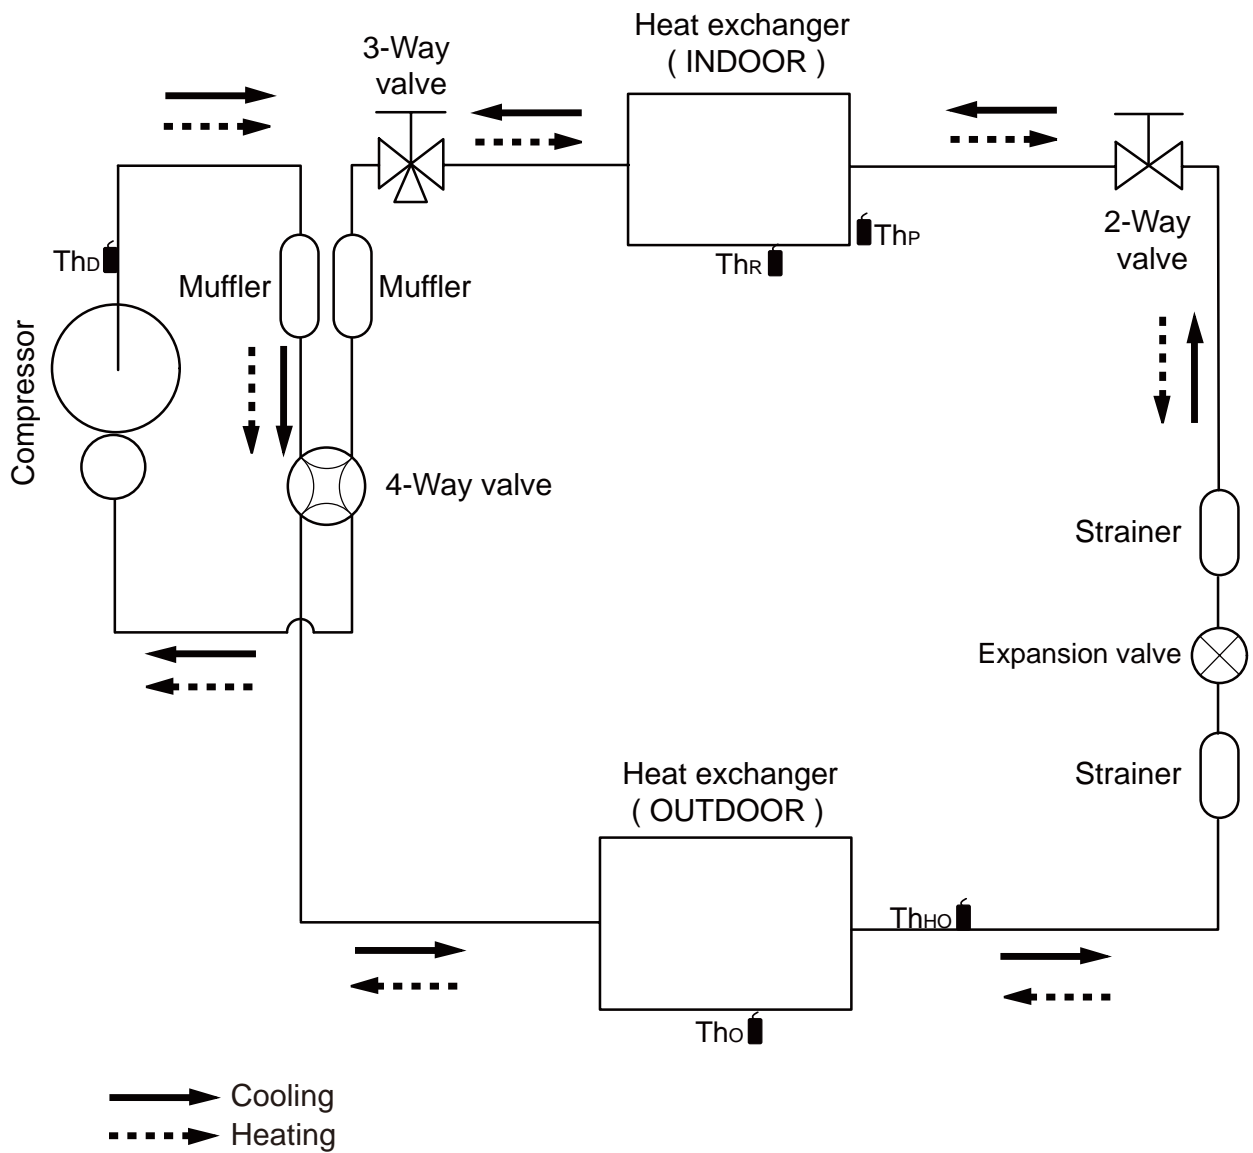 Heat exchanger
( INDOOR )
3-Way
valve
2-Way
valve
ThD
ThP
ThR
Muffler
Muffler
Compressor
4-Way valve
Strainer
Expansion valve
Strainer
Heat exchanger
( OUTDOOR )
ThHO
ThO
Cooling
Heating